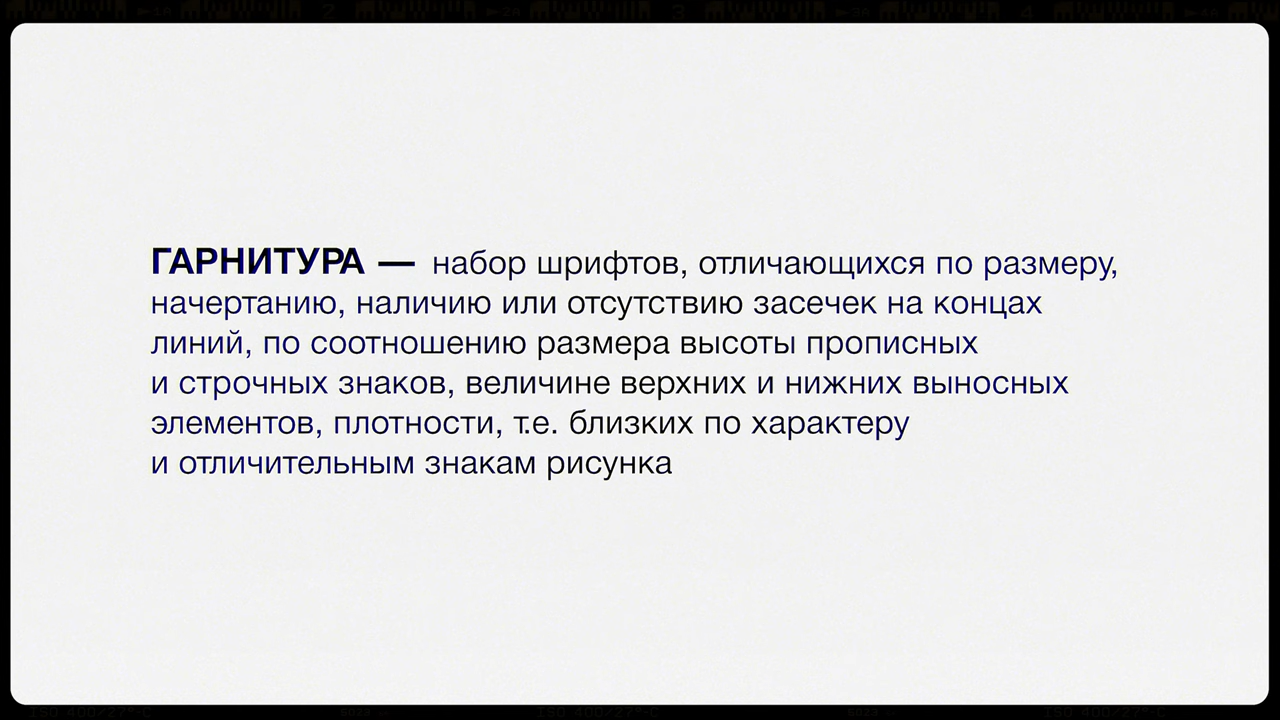 ГАРНИТУРА — набор шрифтов, отличающихся по размеру,
начертанию, наличию или отсутствию засечек на концах
линий, по соотношению размера высоты прописных
и строчных знаков, величине верхних и нижних выносных
элементов, плотности, т.е. близких по характеру
и отличительным знакам рисунка